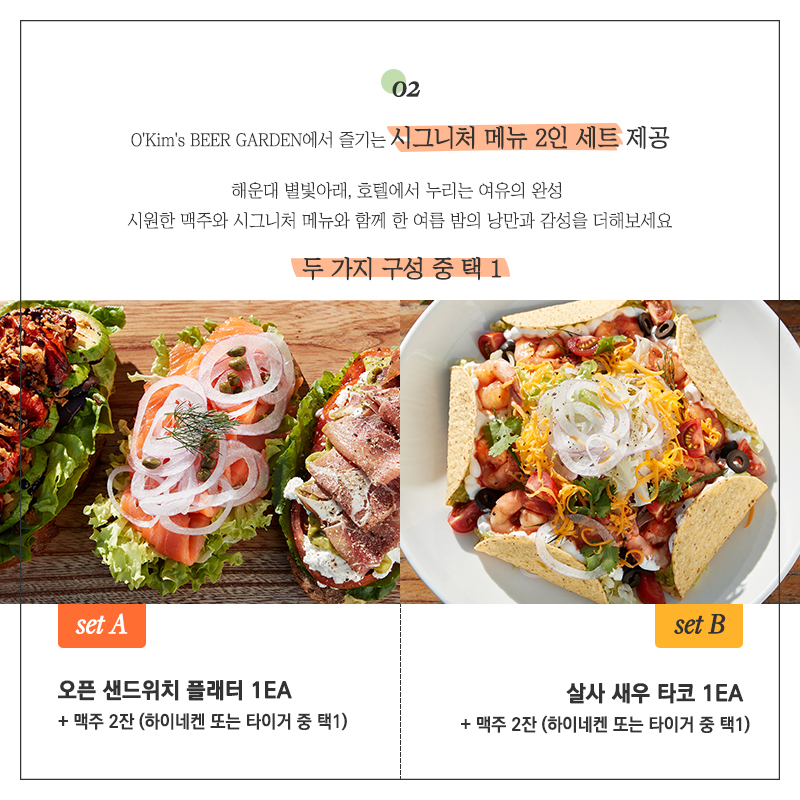 02
O'Kim's BEER GARDEN에서 즐기는 시그니처 메뉴 2인 세트 제공
해운대 별빛아래, 호텔에서 누리는 여유의 완성
시원한 맥주와 시그니처 메뉴와 함께 한 여름 밤의 낭만과 감성을 더해보세요
두 가지 구성 중 택 1
set A
오픈 샌드위치 플래터 1EA
+ 맥주 2잔 (하이네켄 또는 타이거 중 택1)
set B
살사 새우 타코 1EA
+ 맥주 2잔 (하이네켄 또는 타이거 중 택1)